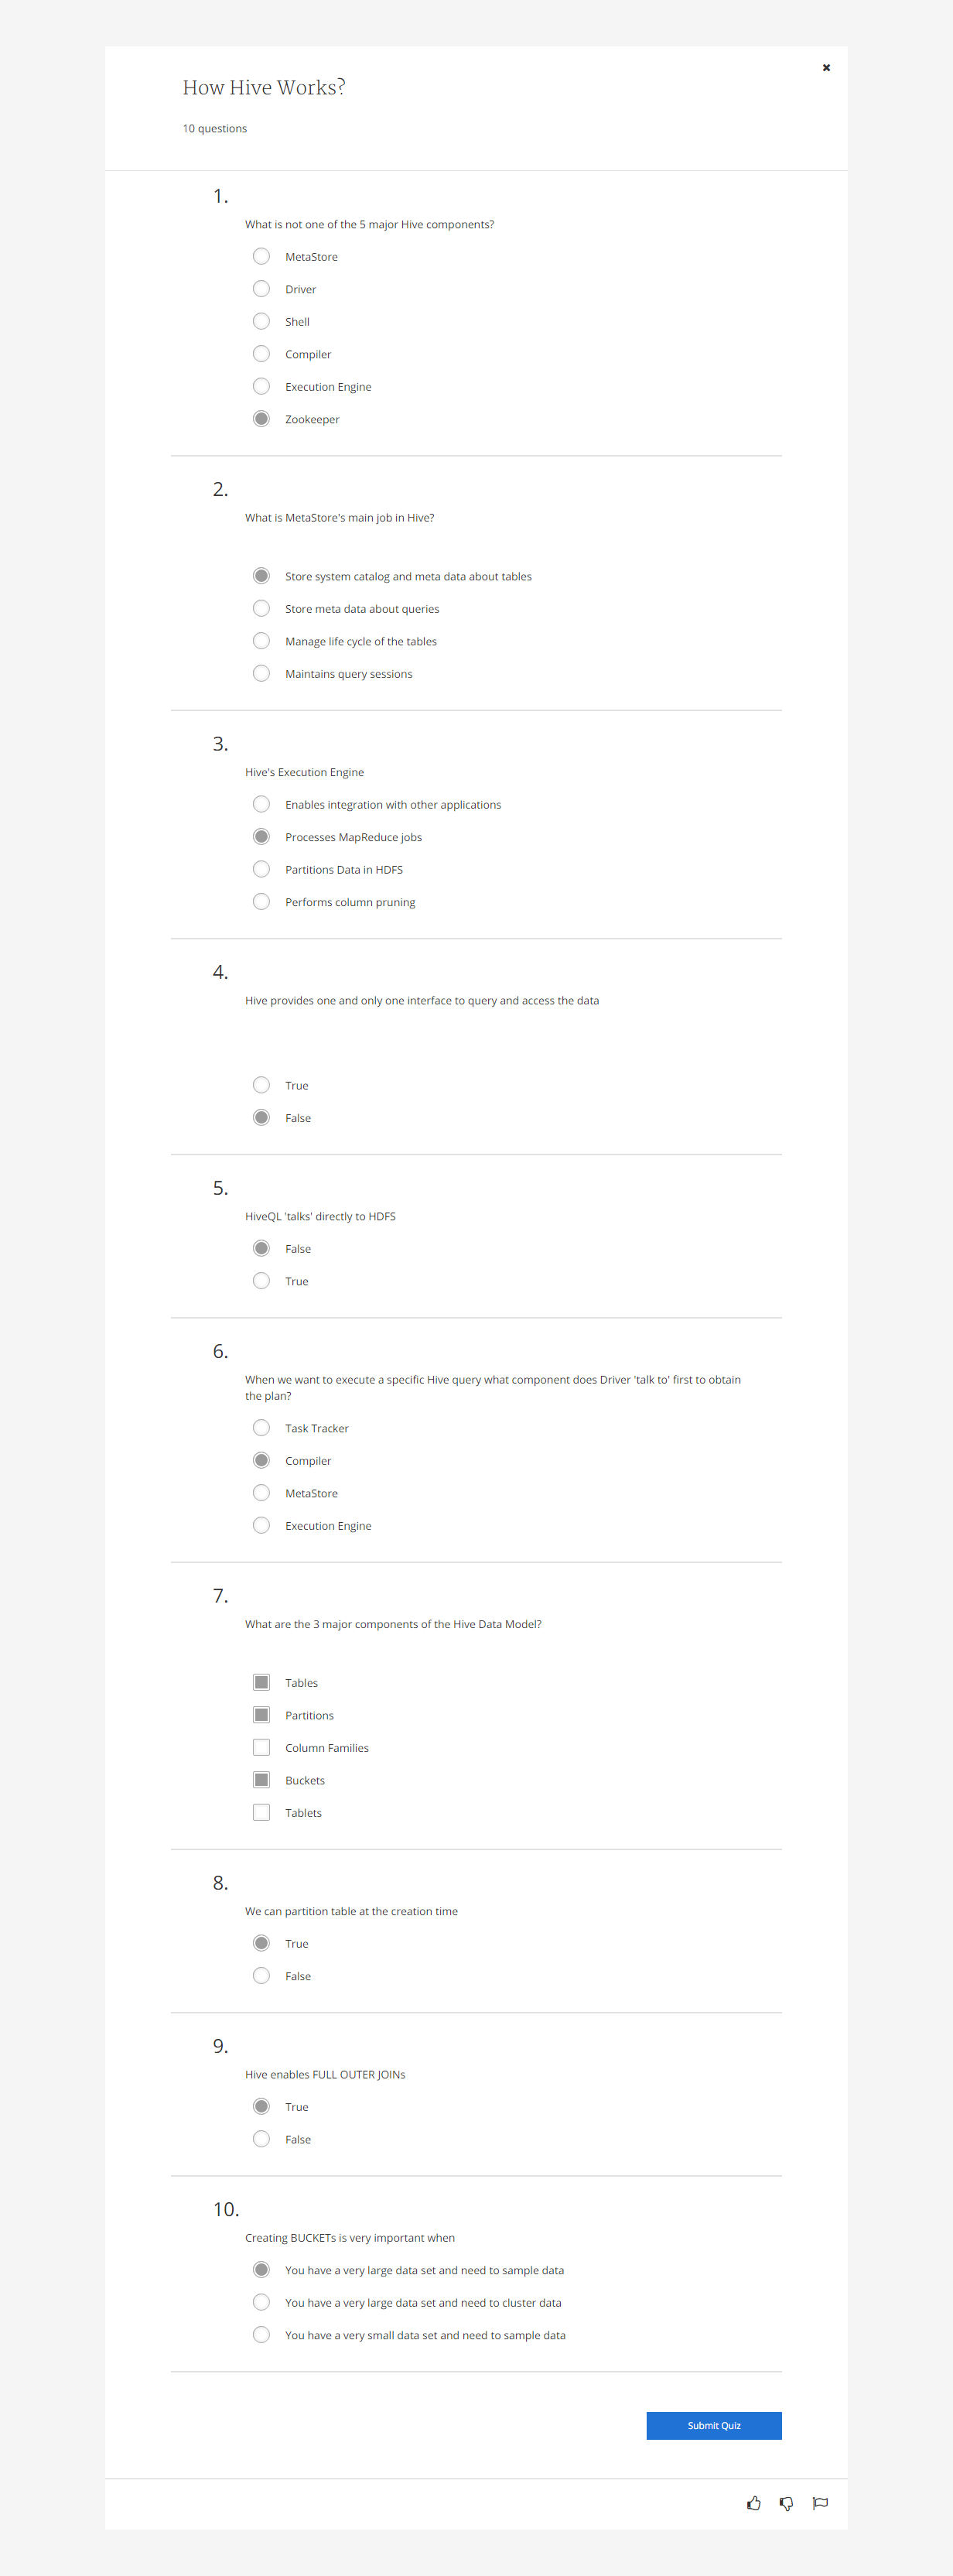 How Hive Works?
10 questions
1.
What is not one of the 5 major Hive components?
MetaStore
Driver
Shell
Compiler
Execution Engine
Zookeeper
2.
What is MetaStore's main job in Hive?
Store system catalog and meta data about tables
Store meta data about queries
Manage life cycle of the tables
Maintains query sessions
3.
Hive's Execution Engine
Enables integration with other applications
Processes MapReduce jobs
Partitions Data in HDFS
Performs column pruning
4.
Hive provides one and only one interface to query and access the data
True
False
5.
HiveQL 'talks' directly to HDFS
False
True
6.
When we want to execute a specific Hive query what component does Driver 'talk to' first to obtain
the plan?
Task Tracker
Compiler
MetaStore
Execution Engine
7.
What are the 3 major components of the Hive Data Model?
Tables
Partitions
Column Families
Buckets
Tablets
8.
We can partition table at the creation time
True
False
9.
Hive enables FULL OUTER JOINs
True
False
10.
Creating BUCKETs is very important when
You have a very large data set and need to sample data
You have a very large data set and need to cluster data
You have a very small data set and need to sample data
Submit Quiz